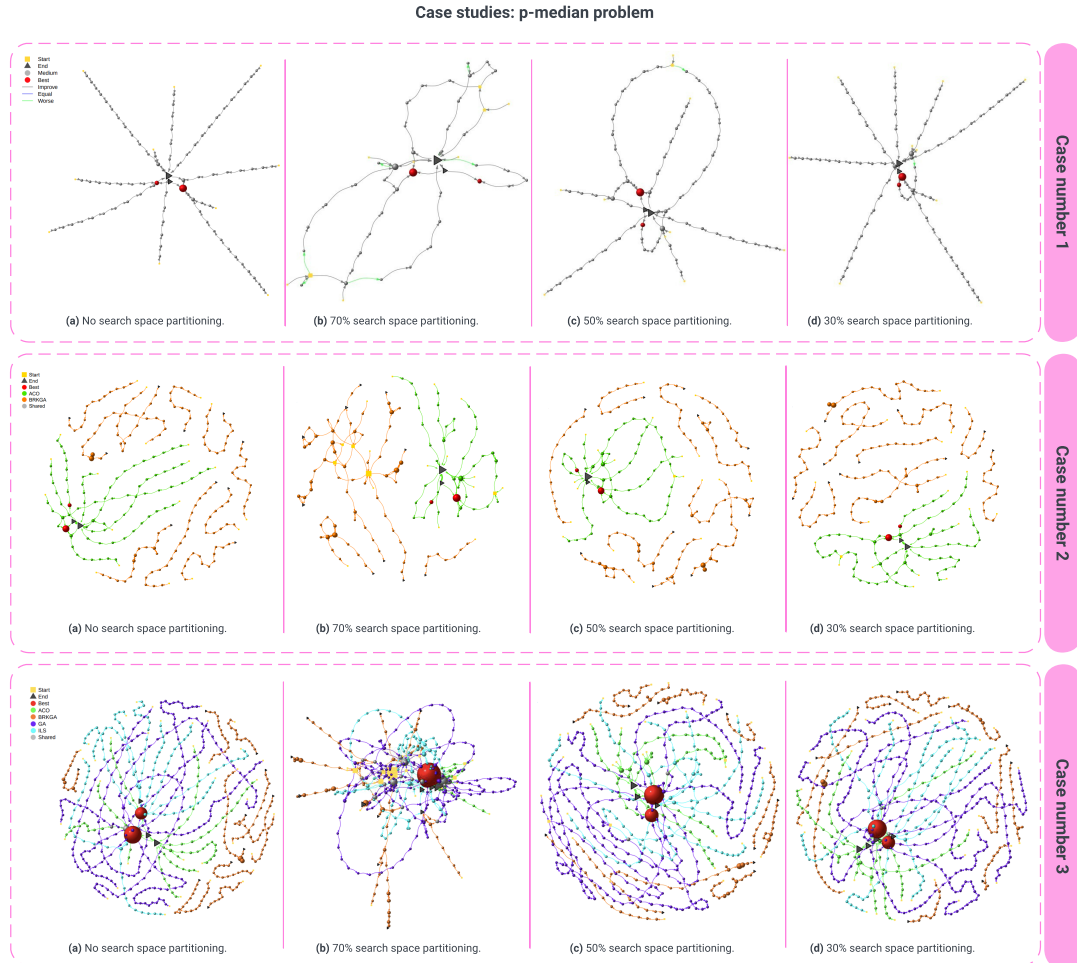 Case studies: p-median problem
Start
End
Medium
Best
Improve
Equal
Worse
(a) No search space partitioning.
(b) 70% search space partitioning.
(c) 50% search space partitioning.
(d) 30% search space partitioning.
Case number 1
Start
End
Best
ACO
BRKGA
Shared
(a) No search space partitioning.
(b) 70% search space partitioning.
(c) 50% search space partitioning.
(d) 30% search space partitioning.
Case number 2
Start
End
Best
ACO
BRKGA
GA
ILS
Shared
(a) No search space partitioning.
(b) 70% search space partitioning.
(c) 50% search space partitioning.
(d) 30% search space partitioning.
Case number 3